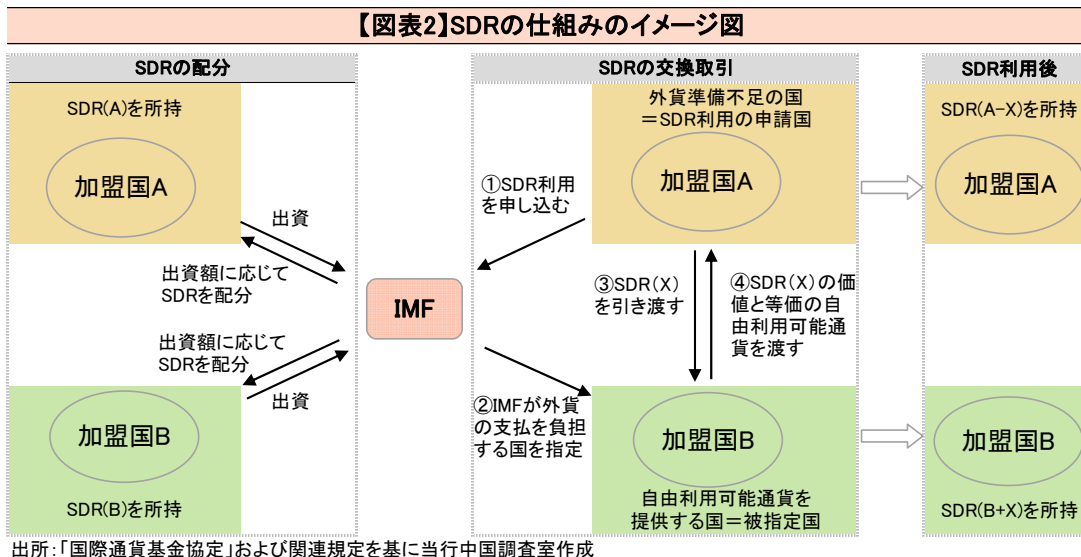 【図表2】SDRの仕組みのイメージ図
SDRの配分
SDR(A)を所持
加盟国A
出資
出資額に応じて
SDRを配分
IMF
出資額に応じて
SDRを配分
出資
加盟国B
SDR(B)を所持
SDRの交換取引
外貨準備不足の国
＝SDR利用の申請国
加盟国A
①SDR利用
を申し込む
③SDR(X)
を引き渡す
④SDR(X)の価
値と等価の自
由利用可能通
貨を渡す
②IMFが外貨
の支払を負担
する国を指定
加盟国B
自由利用可能通貨を
提供する国＝被指定国
SDR利用後
SDR(A-X)を所持
加盟国A
加盟国B
SDR(B+X)を所持
出所：「国際通貨基金協定」および関連規定を基に当行中国調査室作成